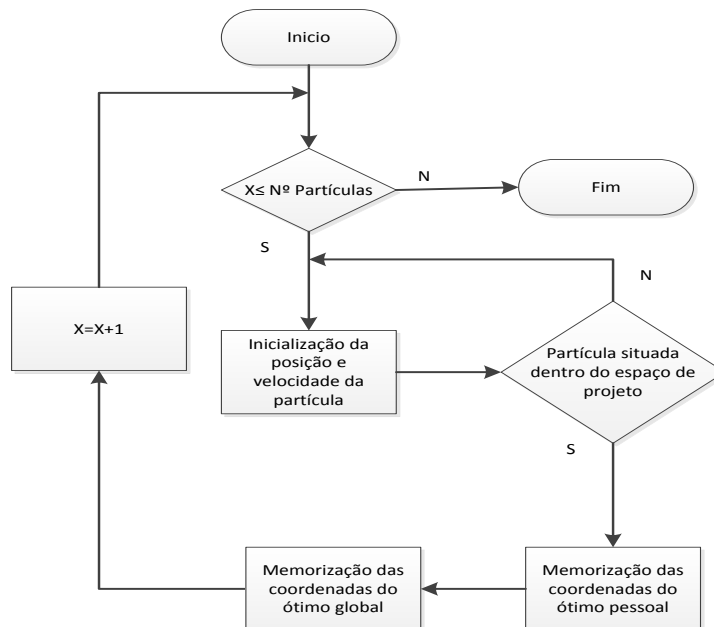 Inicio
X≤ Nº Partículas
N
Fim
S
N
X=X+1
Inicialização da
posição e
velocidade da
partícula
Partícula situada
dentro do espaço de
projeto
S
Memorização das
coordenadas do
ótimo global
Memorização das
coordenadas do
ótimo pessoal